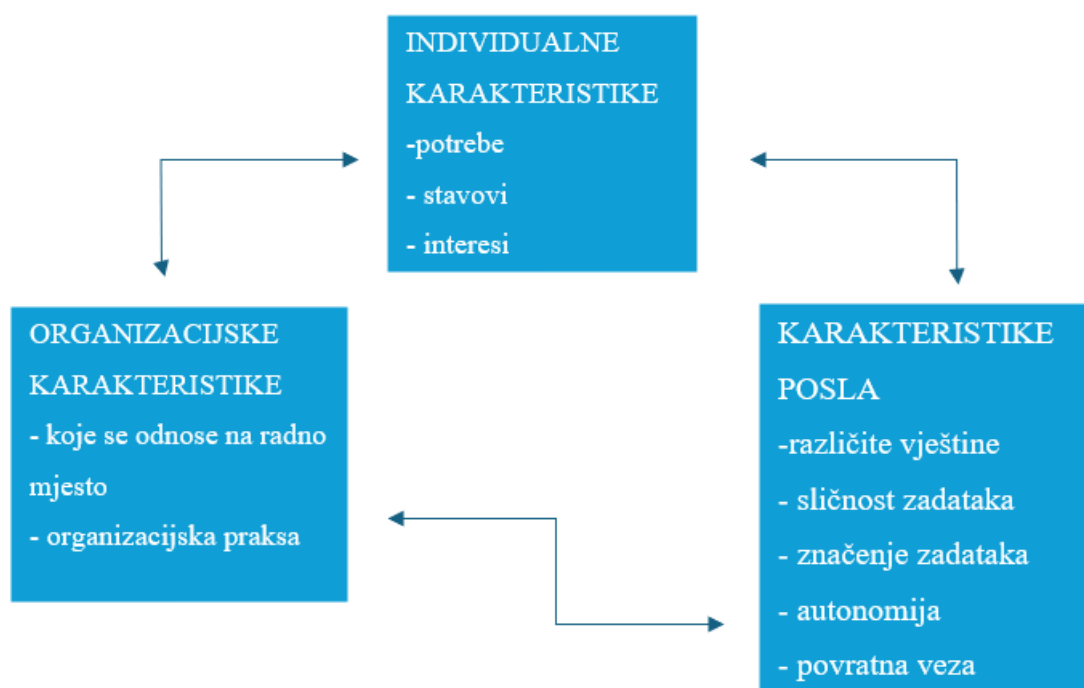 INDIVIDUALNE
KARAKTERISTIKE
-potrebe
- stavovi
- interesi
ORGANIZACIJSKE
KARAKTERISTIKE
- koje se odnose na radno
mjesto
- organizacijska praksa
KARAKTERISTIKE
POSLA
-različite vještine
- sličnost zadataka
- značenje zadataka
- autonomija
- povratna veza